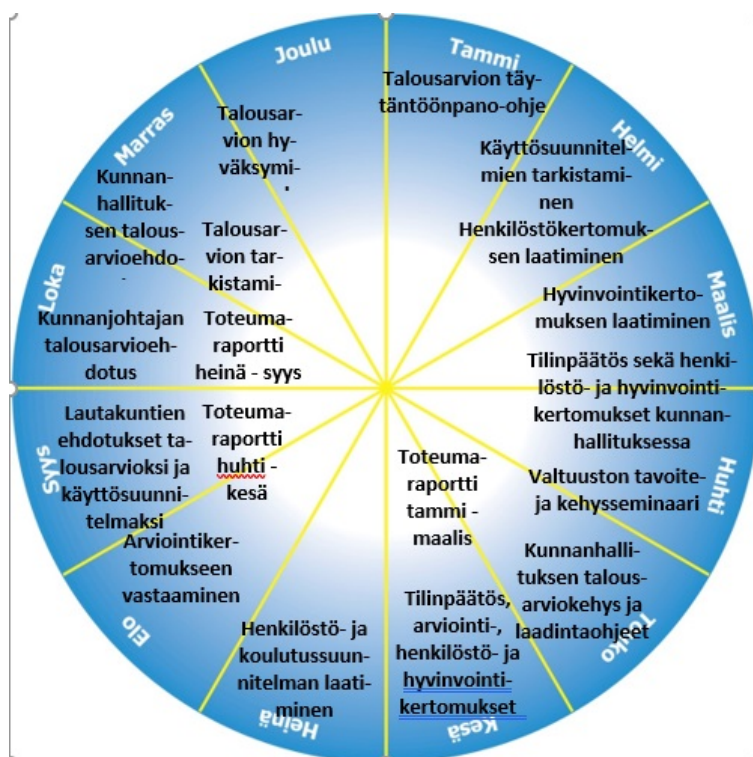 Tammi
Talousarvion täy-
täntöönpano-ohje
Helmi
Käyttösuunnitel-
mien tarkistami-
nen
Henkilöstökertomuk-
sen laatiminen
Maalis
Hyvinvointikerto-
muksen laatiminen
Tilinpäätös sekä henki-
löstö- ja hyvinvointi-
kertomukset kunnan-
hallituksessa
Huhti
Valtuuston tavoite-
ja kehysseminaari
Touko
Kunnanhalli-
tuksen talous-
arviokehys ja
laadintaohjeet
Toteuma-
raportti
tammi -
maalis
Kesä
Tilinpäätös,
arviointi-,
henkilöstö- ja
hyvinvointi-
kertomukset
Heinä
Henkilöstö- ja
koulutussuun-
nitelman laati-
minen
Elo
Arviointiker-
tomukseen
vastaaminen
Syys
Lautakuntien
ehdotukset ta-
lousarvioksi ja
käyttösuunni-
telmaksi
Toteuma-
raportti
huhti -
kesä
Loka
Kunnanjohtajan
talousarvioeh-
dotus
Toteuma-
raportti
heinä - syys
Marras
Kunnan-
hallituk-
sen talous-
arvioehdo-
Talousar-
vion tar-
kistami-
Joulu
Talousar-
vion hy-
väksymi-